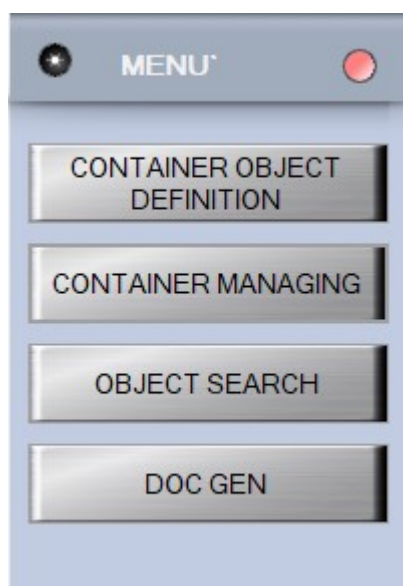 MENU`
CONTAINER OBJECT
DEFINITION
CONTAINER MANAGING
OBJECT SEARCH
DOC GEN